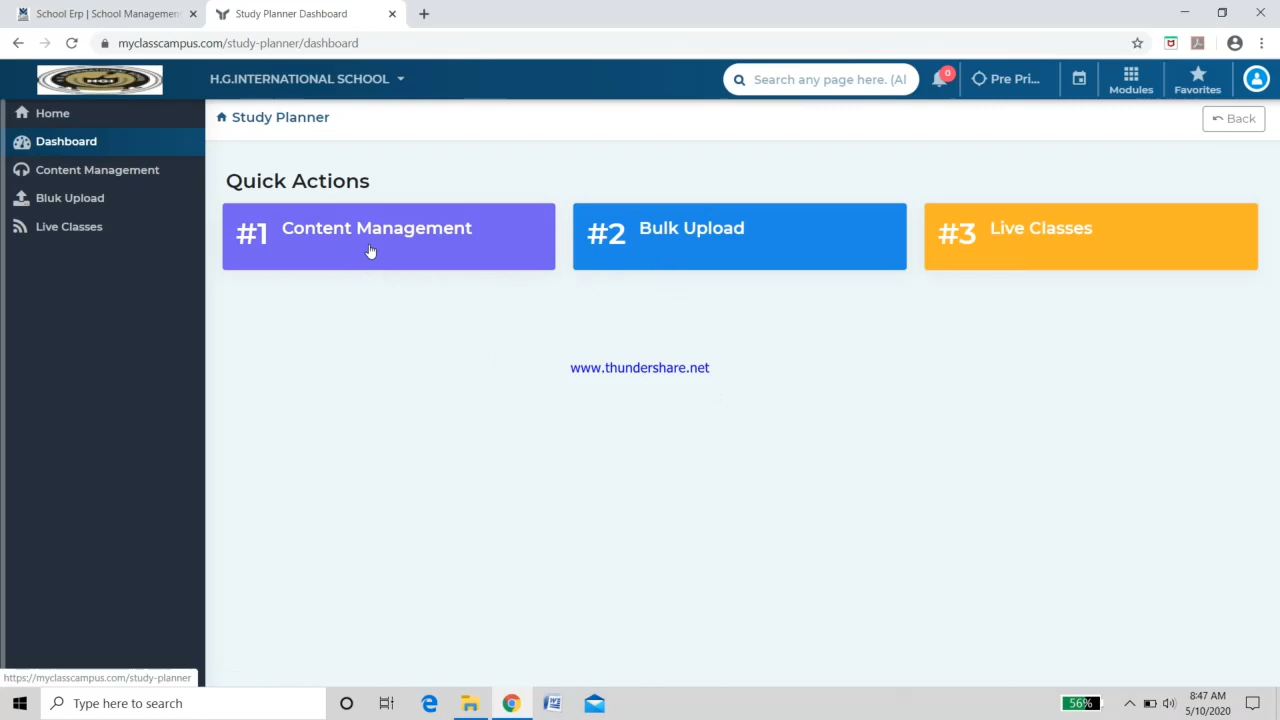 School Erp | School Managemen
Study Planner Dashboard
myclasscampus.com/study-planner/dashboard
HGI
H.G.INTERNATIONAL SCHOOL
Search any page here. (Al
0
Pre Pri...
Modules
Favorites
Home
Study Planner
Back
Dashboard
Content Management
Bluk Upload
Live Classes
Quick Actions
#1 Content Management
#2 Bulk Upload
#3 Live Classes
www.thundershare.net
https://myclasscampus.com/study-planner
Type here to search
56%
8:47 AM
5/10/2020